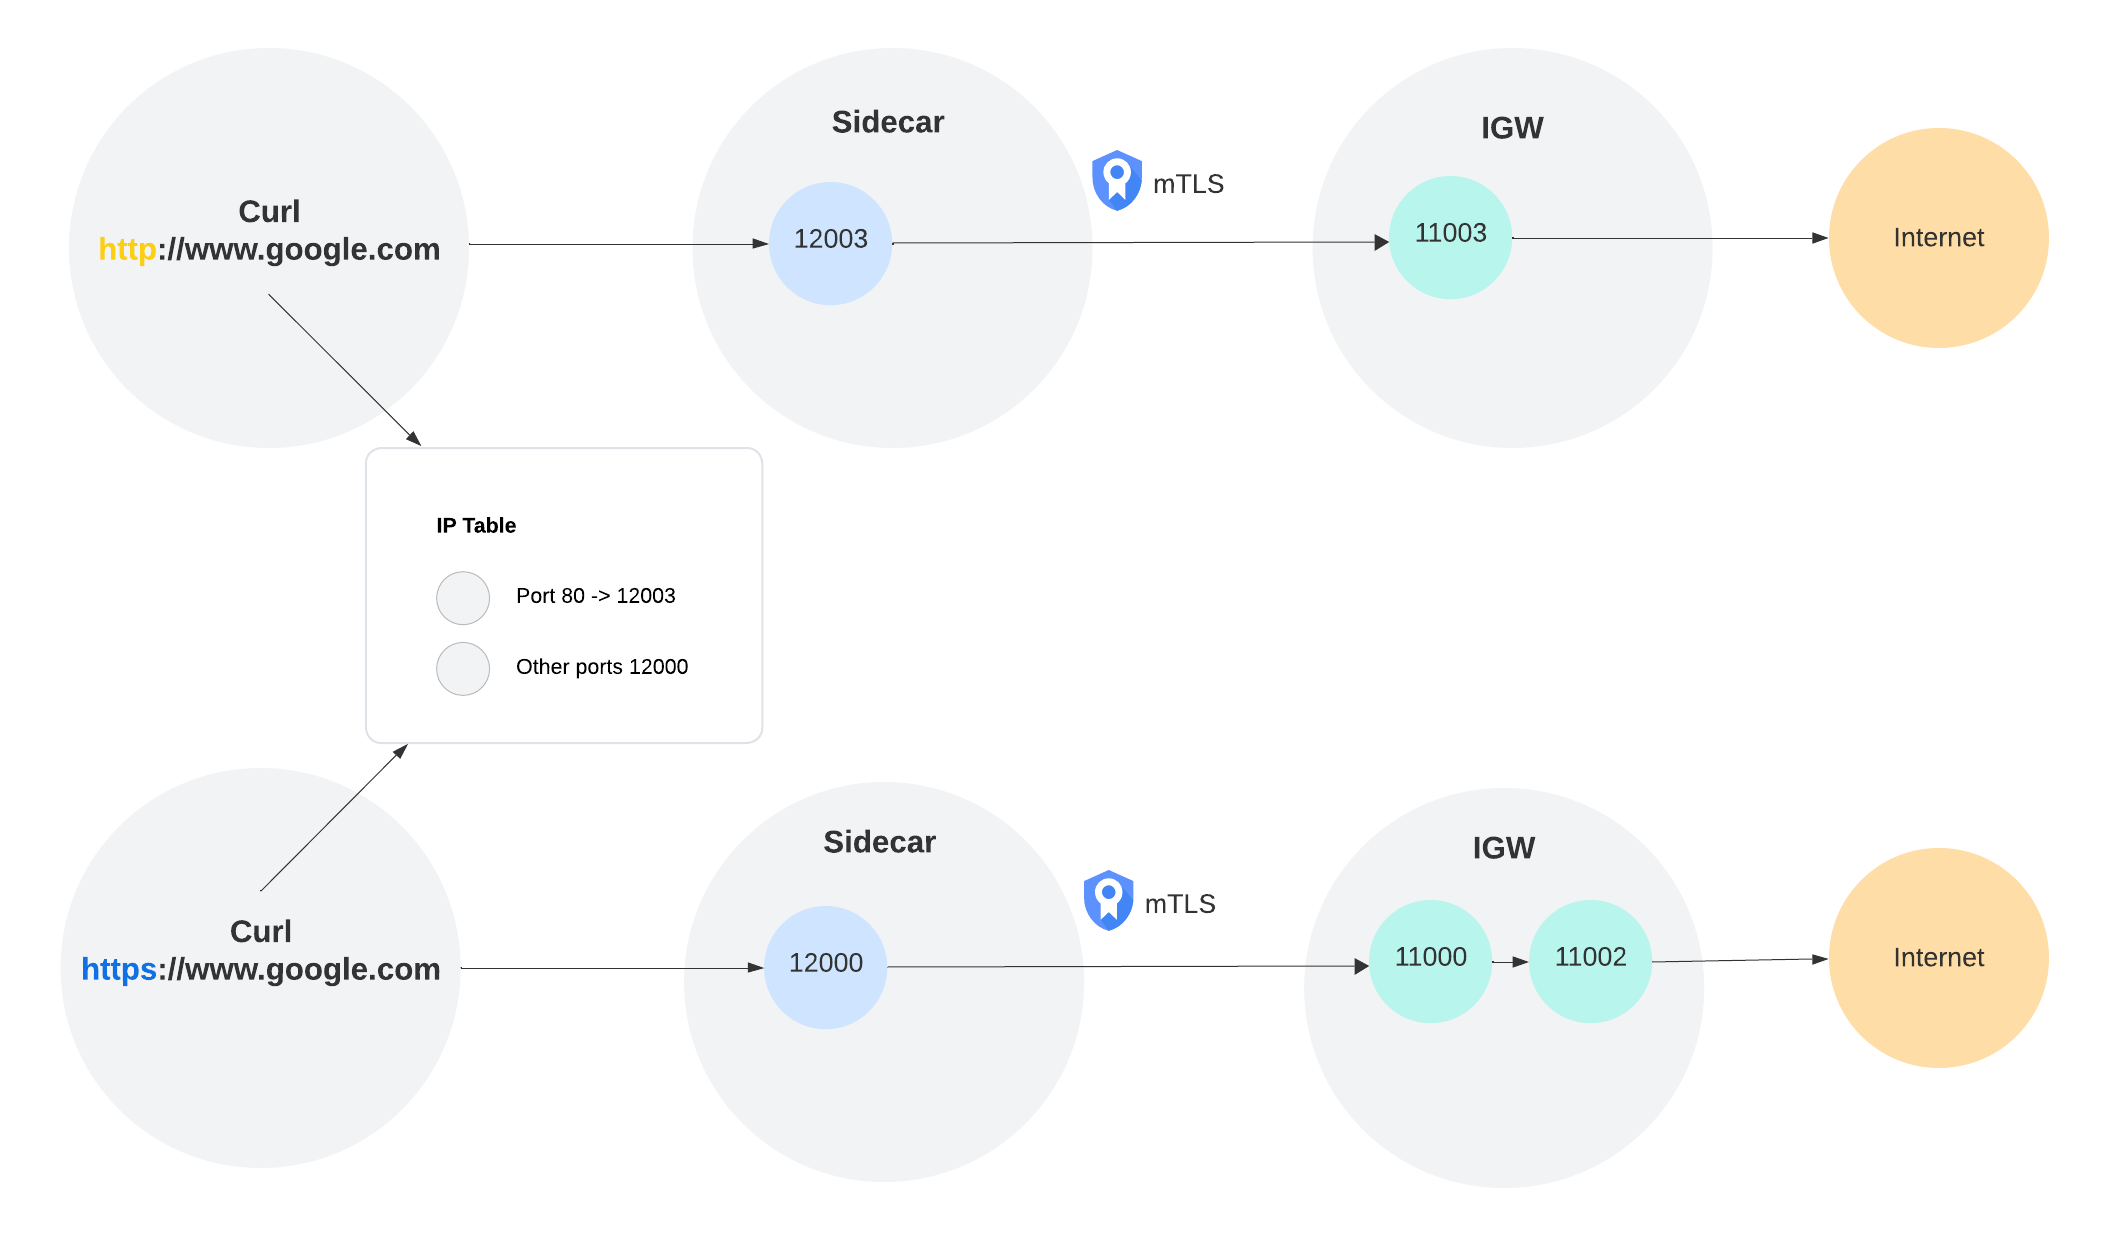 Curl
http://www.google.com
Sidecar
12003
mTLS
IGW
11003
Internet
IP Table
Port 80 -> 12003
Other ports 12000
Curl
https://www.google.com
Sidecar
12000
mTLS
IGW
11000
11002
Internet